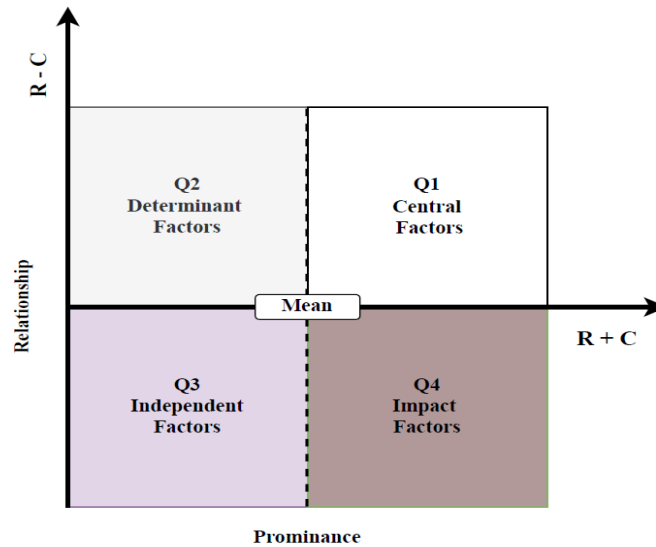 R - C
Q2
Determinant
Factors
Q1
Central
Factors
Mean
R + C
Relationship
Q3
Independent
Factors
Q4
Impact
Factors
Prominance